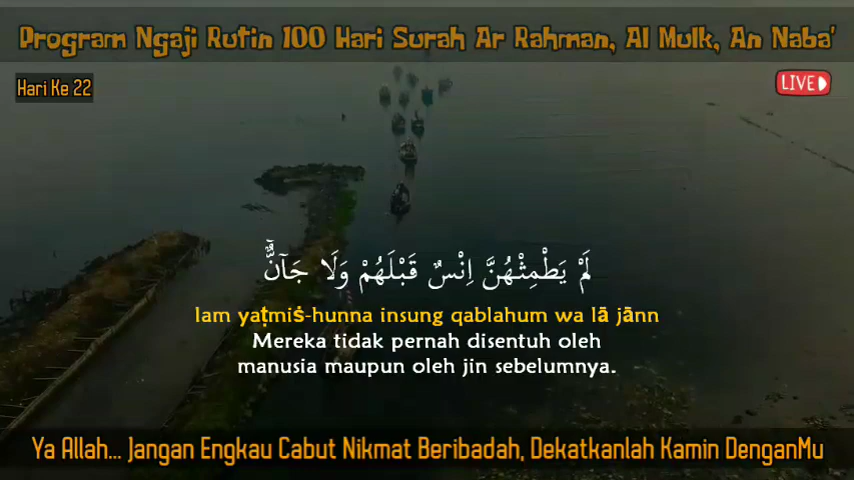 Program Ngaji Rutin 100 Hari Surah Ar Rahman, Al Mulk, An Naba'
Hari Ke 22
LIVE
لَمْ يَطْمِثْهُنَّ اِنْسٌ قَبْلَهُمْ وَلَا جَاۤنٌّۚ
lam yaṭmiṡ-hunna insung qablahum wa lā jānn
Mereka tidak pernah disentuh oleh
manusia maupun oleh jin sebelumnya.
Ya Allah... Jangan Engkau Cabut Nikmat Beribadah, Dekatkanlah Kamin DenganMu